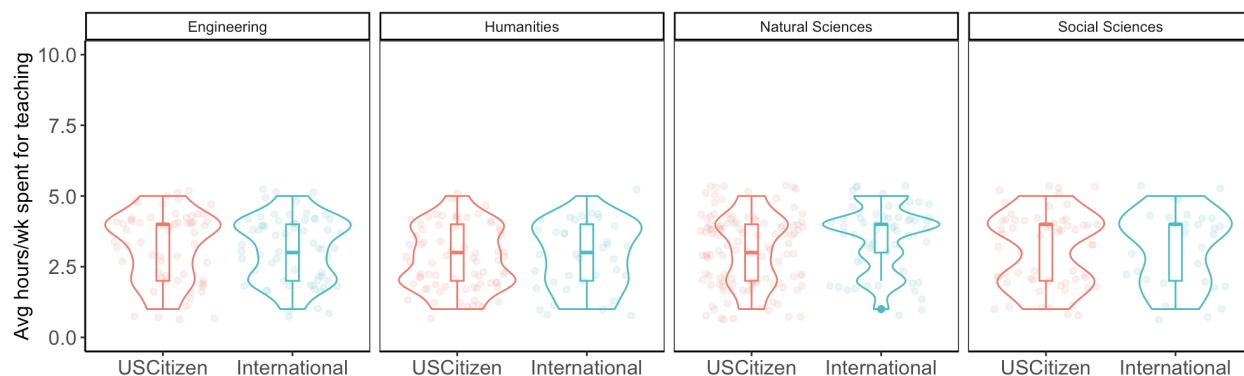 Engineering
Humanities
Natural Sciences
Social Sciences
Avg hours/wk spent for teaching
10.0
7.5
5.0
2.5
0.0
USCitizen International
USCitizen International
USCitizen International
USCitizen International